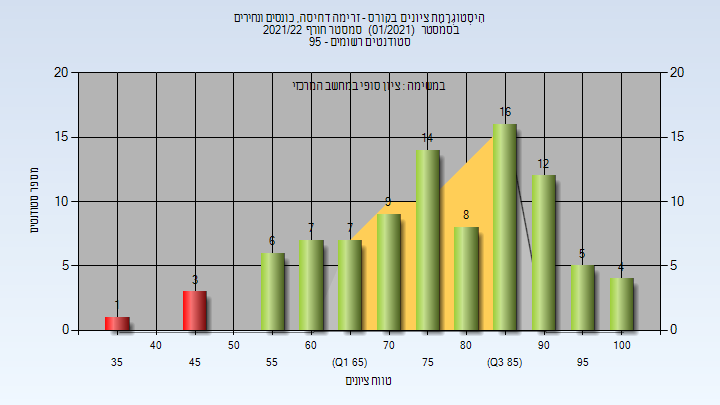 היסטוגרמת ציונים בקורס - זרימה דחיסה, כונסים ונחירים
בסמסטר (01/2021) סמסטר חורף 2021/22
סטודנטים רשומים - 95
במשימה : ציון סופי במחשב המרכזי
20 20
16
15 14 15
12
10 9 10
8
7 7
6
5 5 5
4
3
1
0 0
40 50 60 70 80 90 100
35 45 55 (Q1 65) 75 (Q3 85) 95
מספר סטודנטים
טווח ציונים